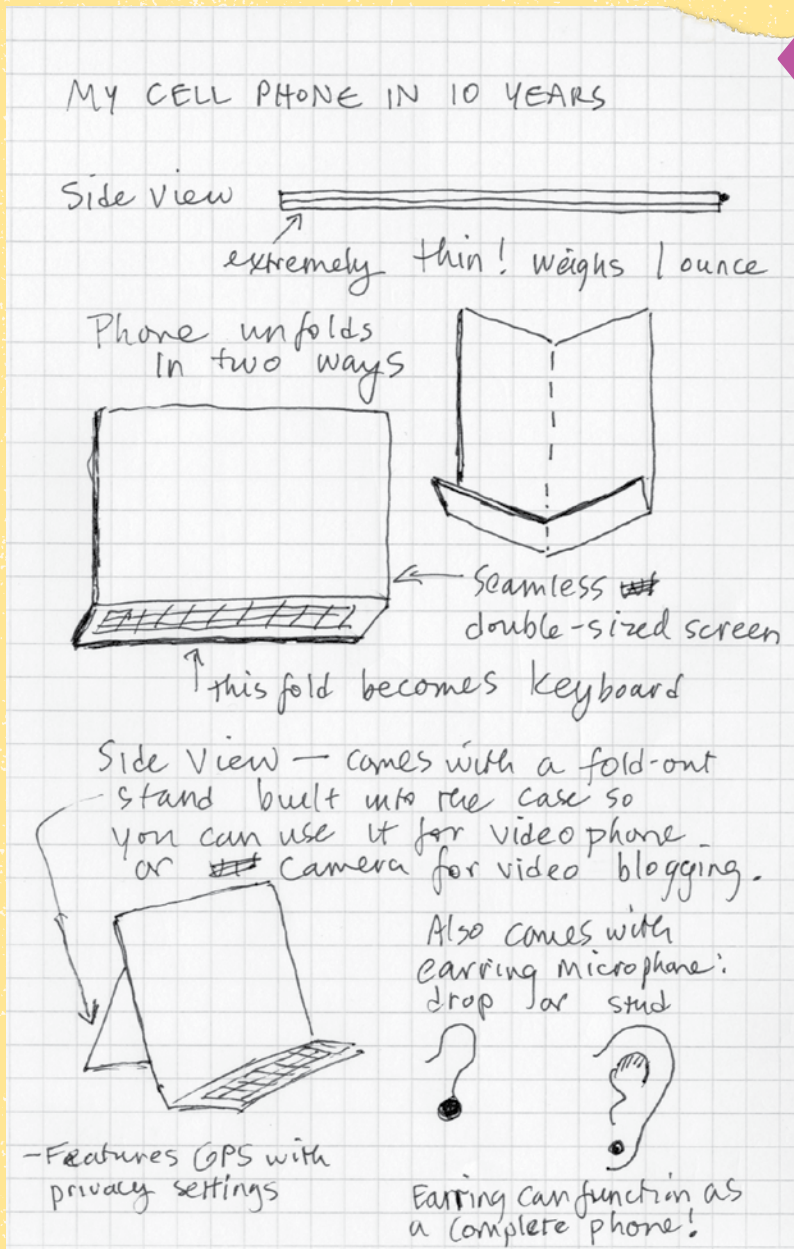 MY CELL PHONE IN 10 YEARS
Side View
extremely thin! weighs 1 ounce
Phone unfolds
in two ways
Seamless
double-sized screen
this fold becomes keyboard
Side View — comes with a fold-out
stand built into the case so
you can use it for videophone
or camera for video blogging.
Also comes with
earring microphone:
drop or stud
-Features GPS with
privacy settings
Earring can function as
a complete phone!